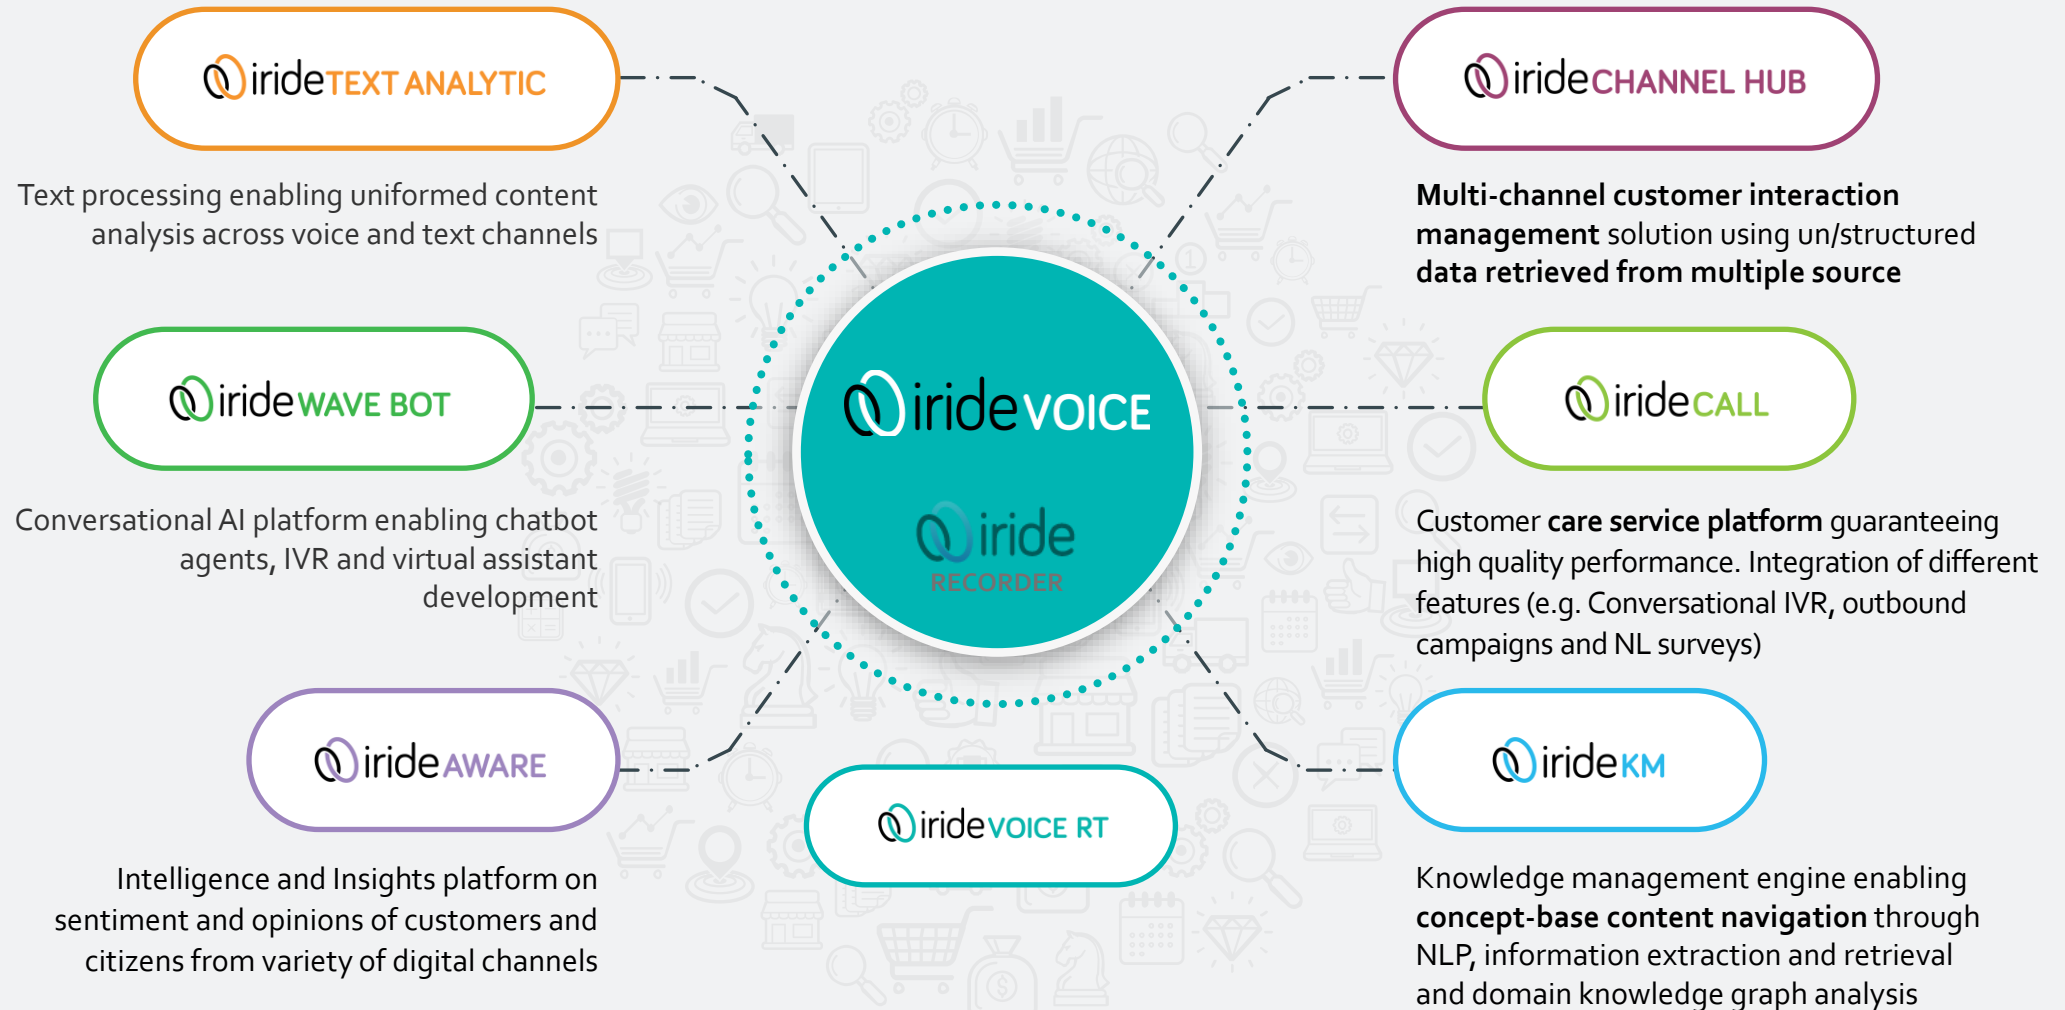 iride TEXT ANALYTIC
Text processing enabling uniformed content
analysis across voice and text channels
iride WAVE BOT
Conversational AI platform enabling chatbot
agents, IVR and virtual assistant
development
iride AWARE
Intelligence and Insights platform on
sentiment and opinions of customers and
citizens from variety of digital channels
iride VOICE
iride
RECORDER
iride VOICE RT
iride CHANNEL HUB
Multi-channel customer interaction
management solution using un/structured
data retrieved from multiple source
iride CALL
Customer care service platform guaranteeing
high quality performance. Integration of different
features (e.g. Conversational IVR, outbound
campaigns and NL surveys)
iride KM
Knowledge management engine enabling
concept-base content navigation through
NLP, information extraction and retrieval
and domain knowledge graph analysis